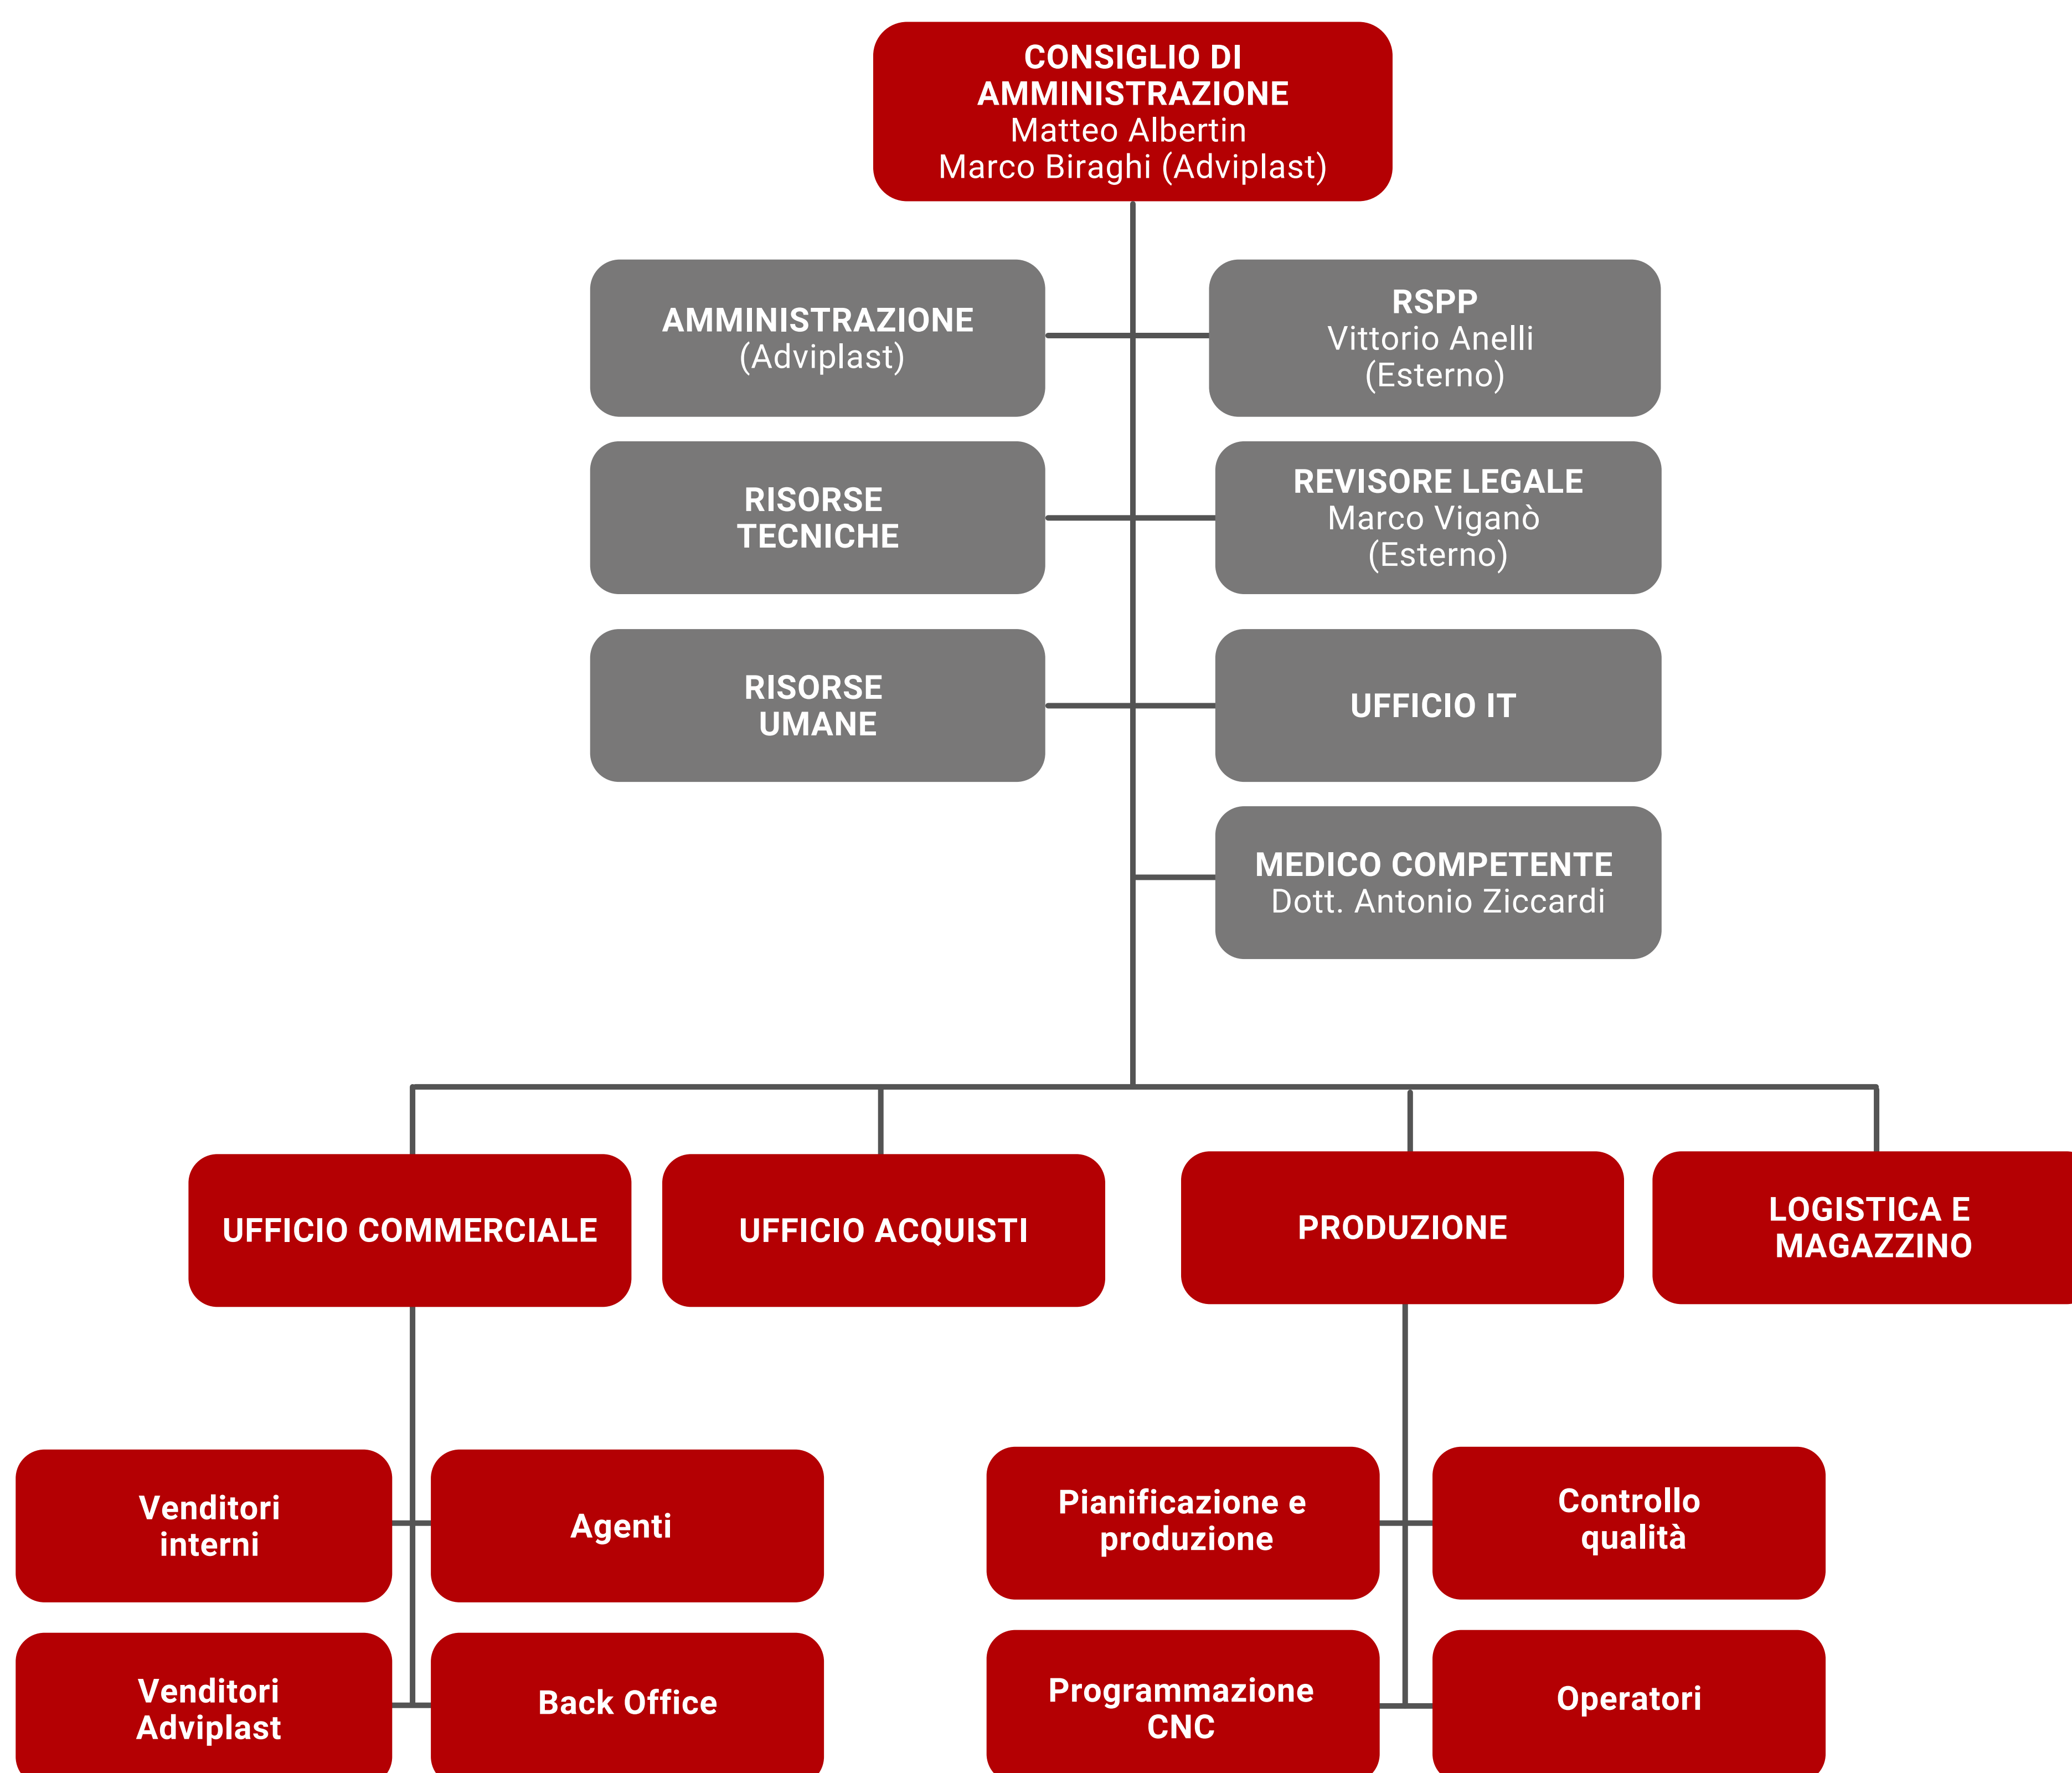 CONSIGLIO DI
AMMINISTRAZIONE
Matteo Albertin
Marco Biraghi (Adviplast)
AMMINISTRAZIONE
(Adviplast)
RSPP
Vittorio Anelli
(Esterno)
RISORSE
TECNICHE
REVISORE LEGALE
Marco Viganò
(Esterno)
RISORSE
UMANE
UFFICIO IT
MEDICO COMPETENTE
Dott. Antonio Ziccardi
UFFICIO COMMERCIALE
UFFICIO ACQUISTI
PRODUZIONE
LOGISTICA E
MAGAZZINO
Venditori
interni
Agenti
Pianificazione e
produzione
Controllo
qualità
Venditori
Adviplast
Back Office
Programmazione
CNC
Operatori